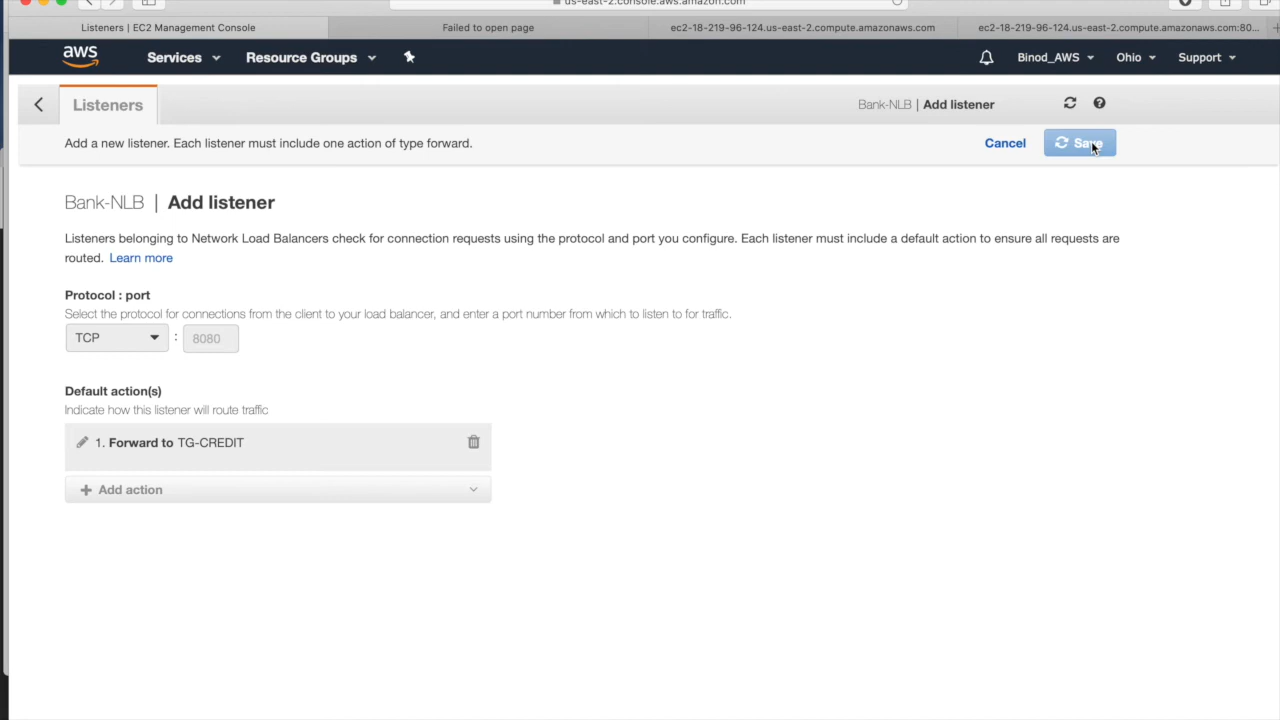 us-east-2.console.aws.amazon.com
Listeners | EC2 Management Console
Failed to open page
ec2-18-219-96-124.us-east-2.compute.amazonaws.com
ec2-18-219-96-124.us-east-2.compute.amazonaws.com:80...
aws
Services
Resource Groups
Binod_AWS
Ohio
Support
Listeners
Bank-NLB | Add listener
Add a new listener. Each listener must include one action of type forward.
Cancel
Save
Bank-NLB | Add listener
Listeners belonging to Network Load Balancers check for connection requests using the protocol and port you configure. Each listener must include a default action to ensure all requests are
routed. Learn more
Protocol : port
Select the protocol for connections from the client to your load balancer, and enter a port number from which to listen to for traffic.
TCP : 8080
Default action(s)
Indicate how this listener will route traffic
1. Forward to TG-CREDIT
Add action